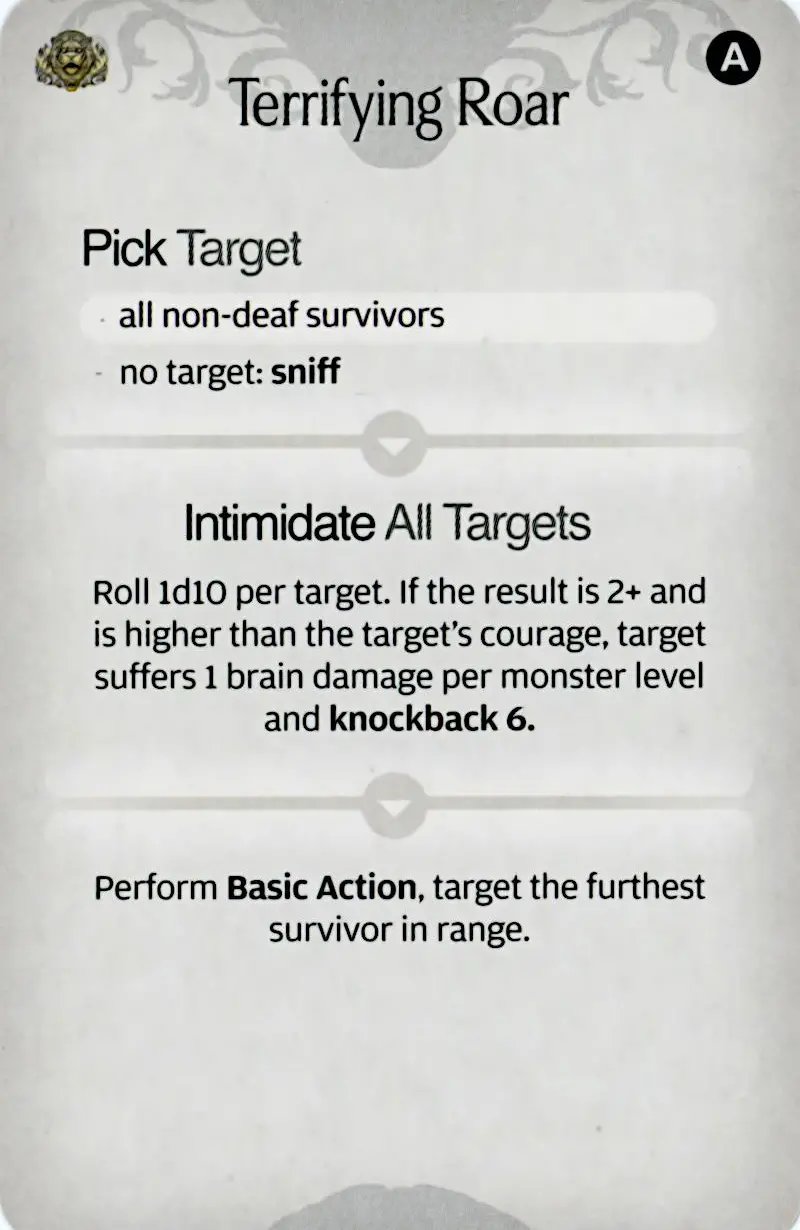 A
Terrifying Roar
Pick Target
· all non-deaf survivors
- no target: sniff
Intimidate All Targets
Roll 1d10 per target. If the result is 2+ and
is higher than the target's courage, target
suffers 1 brain damage per monster level
and knockback 6.
Perform Basic Action, target the furthest
survivor in range.